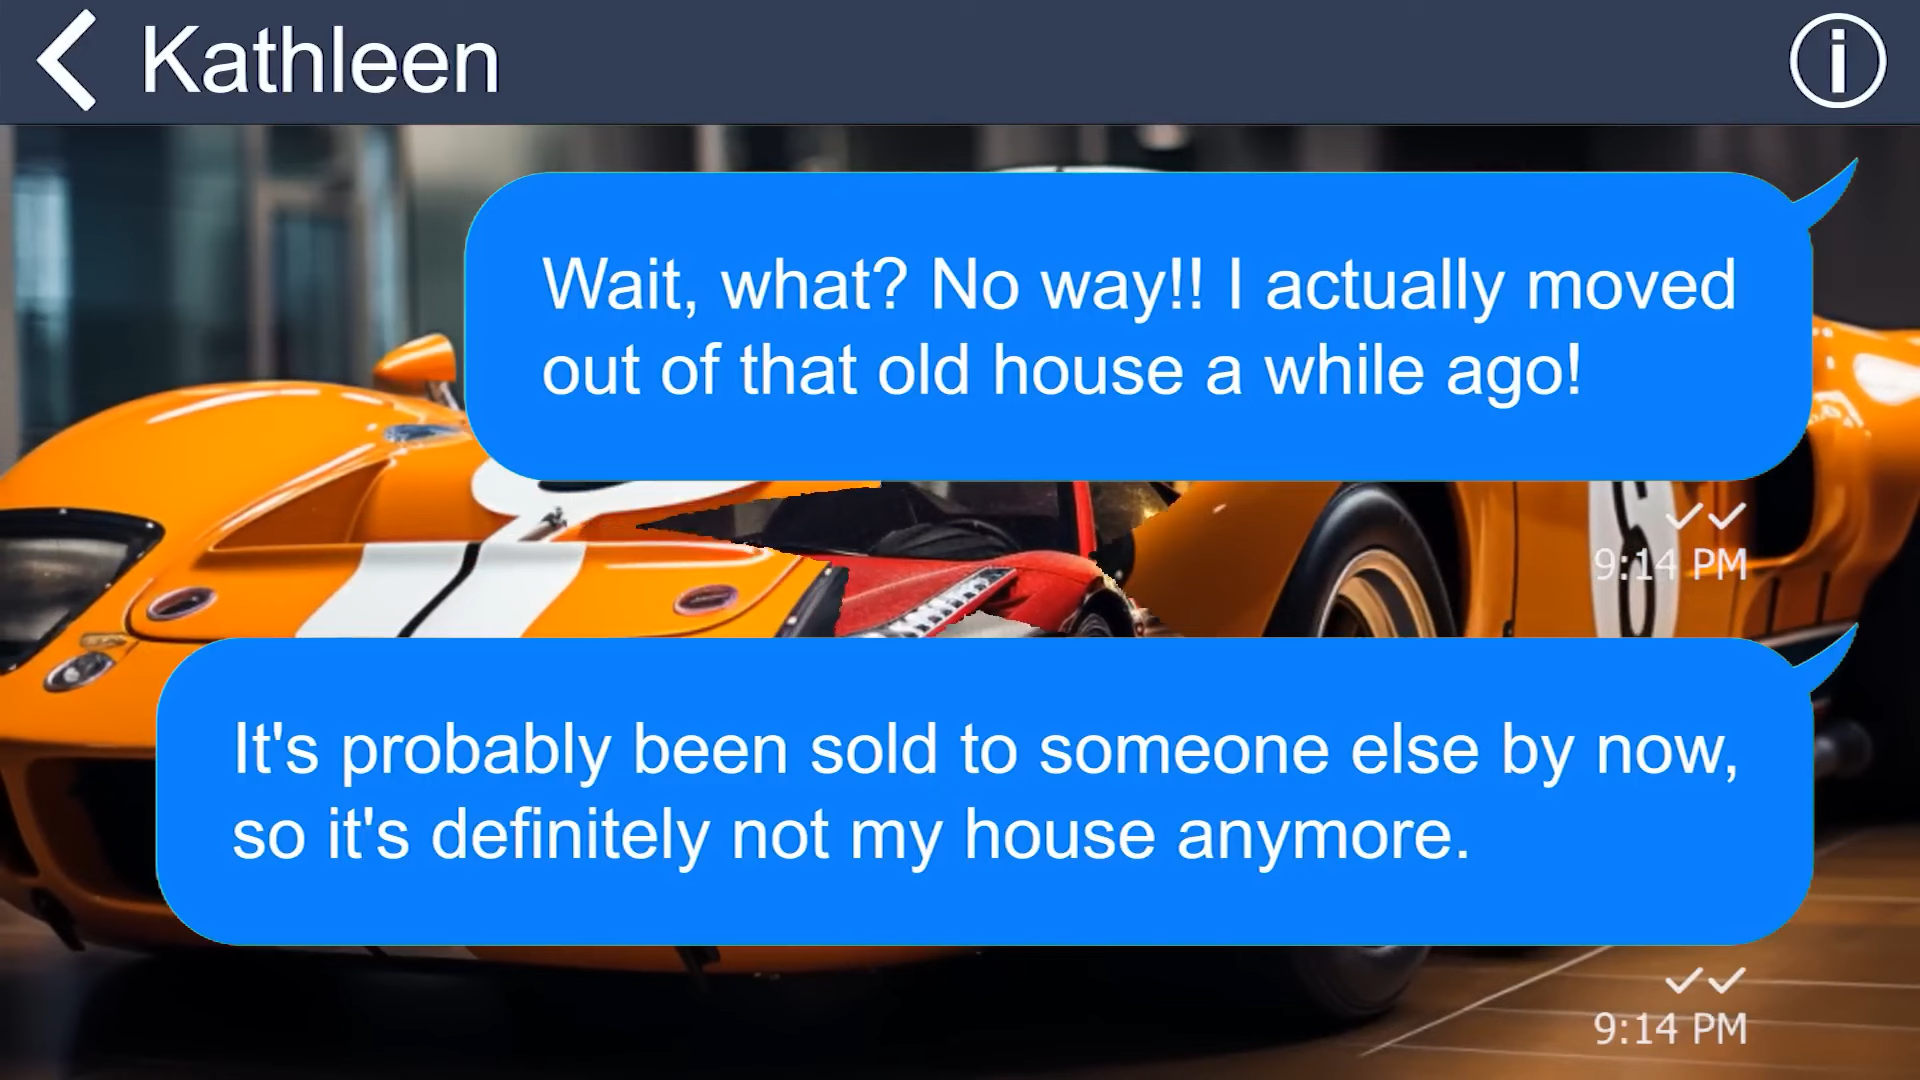 Kathleen
Wait, what? No way!! I actually moved
out of that old house a while ago!
9:14 PM
6
It's probably been sold to someone else by now,
so it's definitely not my house anymore.
9:14 PM